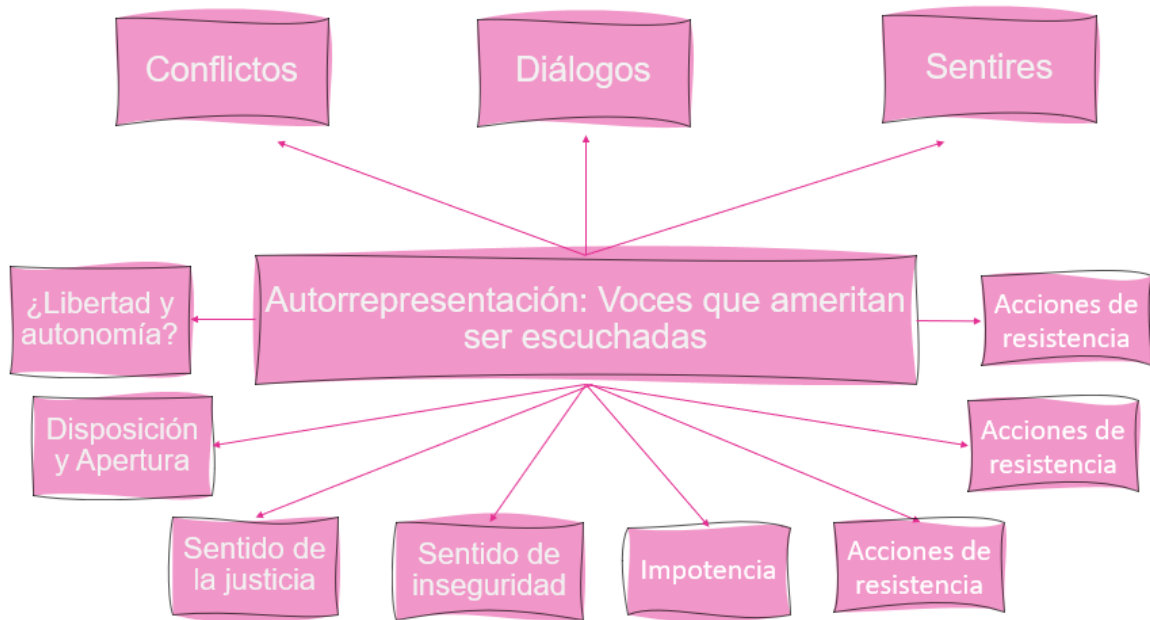 Conflictos
Diálogos
Sentires
¿Libertad y
autonomía?
Autorrepresentación: Voces que ameritan
ser escuchadas
Acciones de
resistencia
Disposición
y Apertura
Acciones de
resistencia
Sentido de
la justicia
Sentido de
inseguridad
Impotencia
Acciones de
resistencia